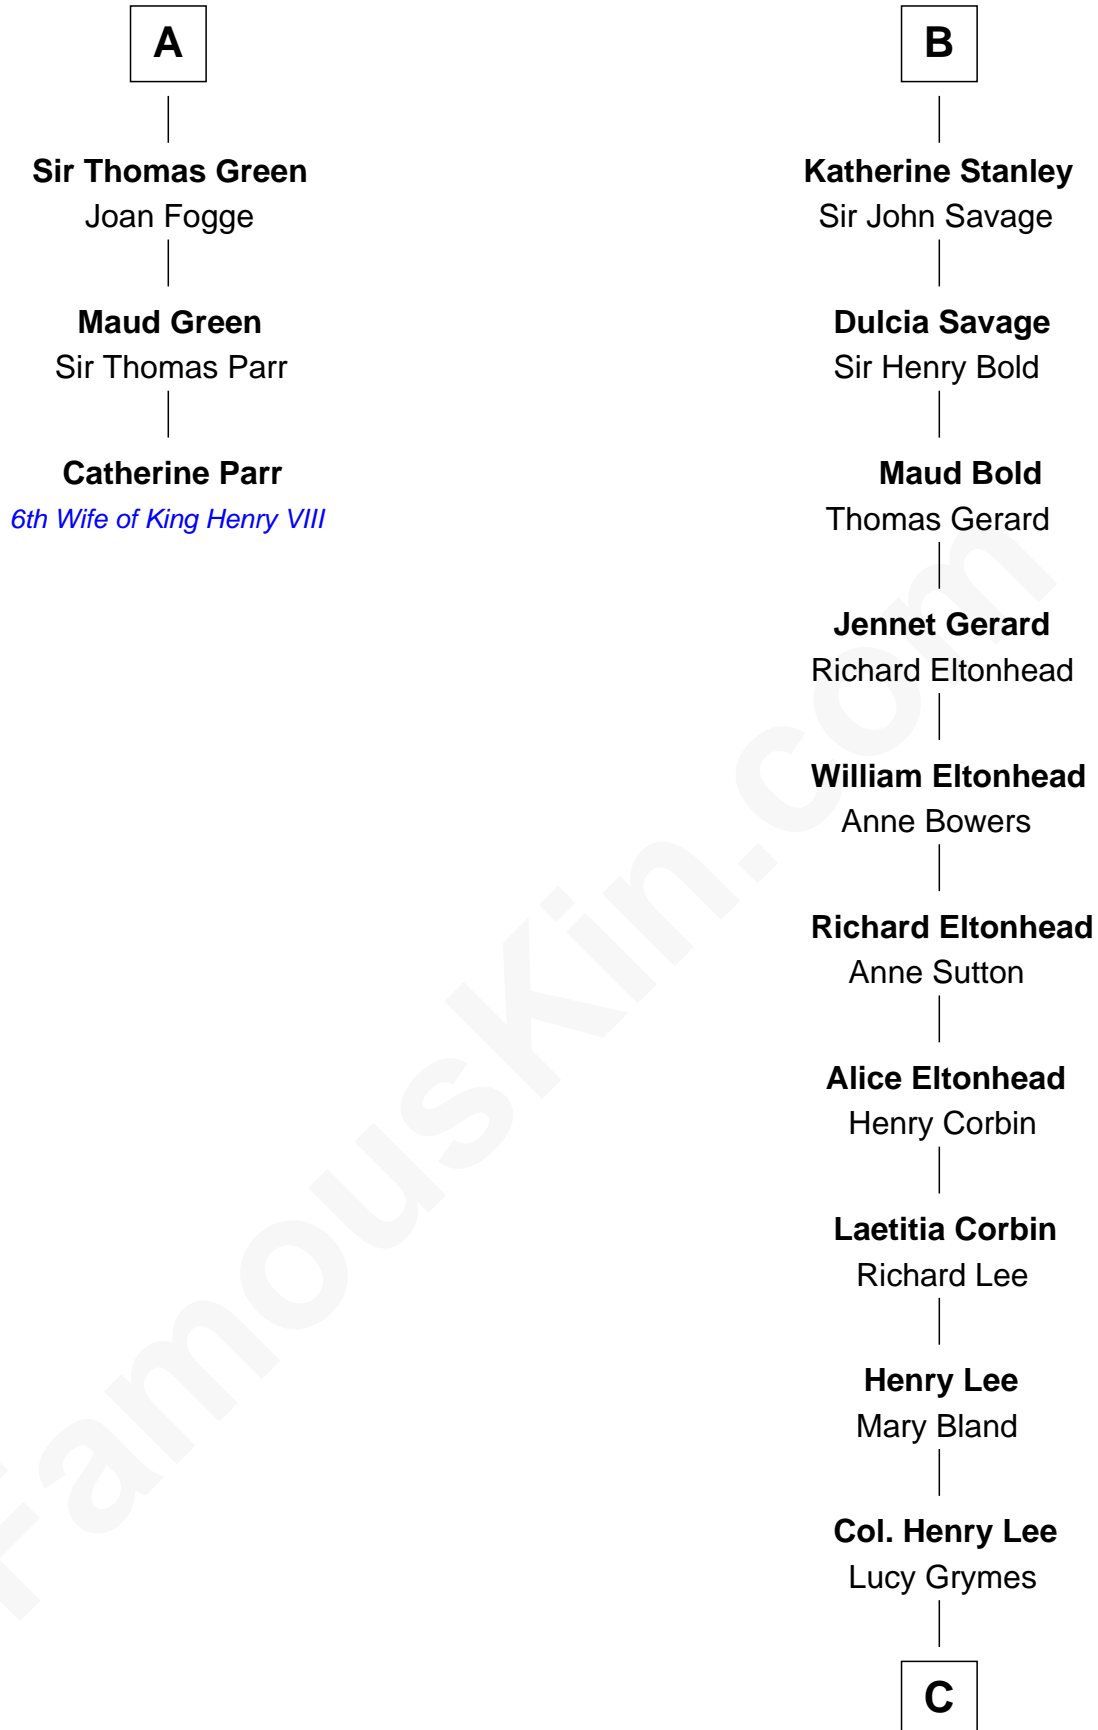 A
Sir Thomas Green
Joan Fogge
Maud Green
Sir Thomas Parr
Catherine Parr
6th Wife of King Henry VIII
B
Katherine Stanley
Sir John Savage
Dulcia Savage
Sir Henry Bold
Maud Bold
Thomas Gerard
Jennet Gerard
Richard Eltonhead
William Eltonhead
Anne Bowers
Richard Eltonhead
Anne Sutton
Alice Eltonhead
Henry Corbin
Laetitia Corbin
Richard Lee
Henry Lee
Mary Bland
Col. Henry Lee
Lucy Grymes
C
FamousKin.com